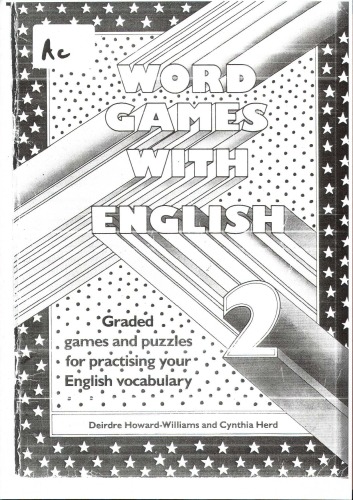 Ac
WORD
GAMES
WITH
ENGLISH
2
Graded
games and puzzles
for practising your
English vocabulary
Deirdre Howard-Williams and Cynthia Herd